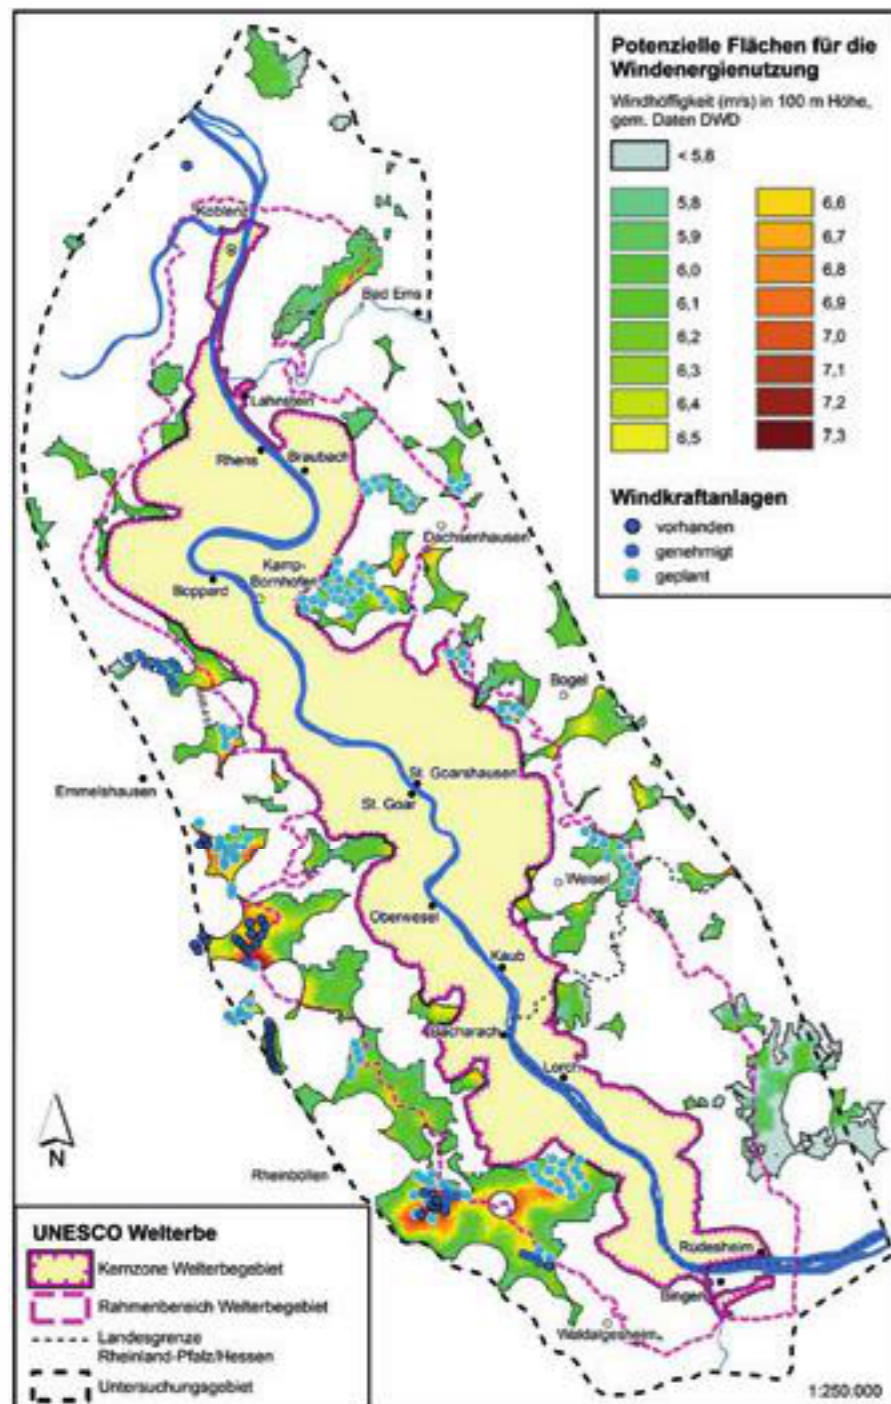 Potenzielle Flächen für die
Windenergienutzung
Windhöffigkeit (m/s) in 100 m Höhe,
gem. Daten DWD
< 5,8
5,8
5,9
6,0
6,1
6,2
6,3
6,4
6,5
6,6
6,7
6,8
6,9
7,0
7,1
7,2
7,3
Windkraftanlagen
vorhanden
genehmigt
geplant
Koblenz
Bad Ems
Lahnstein
Rhens
Braubach
Dachsenhausen
Kamp-
Bornhofen
Boppard
Bogel
Emmelshausen
St. Goarshausen
St. Goar
Weisel
Oberwesel
Kaub
Bacharach
Lorch
Rheinböllen
Rüdesheim
Bingen
Waldalgesheim
N
UNESCO Welterbe
Kernzone Welterbegebiet
Rahmenbereich Welterbegebiet
Landesgrenze
Rheinland-Pfalz/Hessen
Untersuchungsgebiet
1:250.000